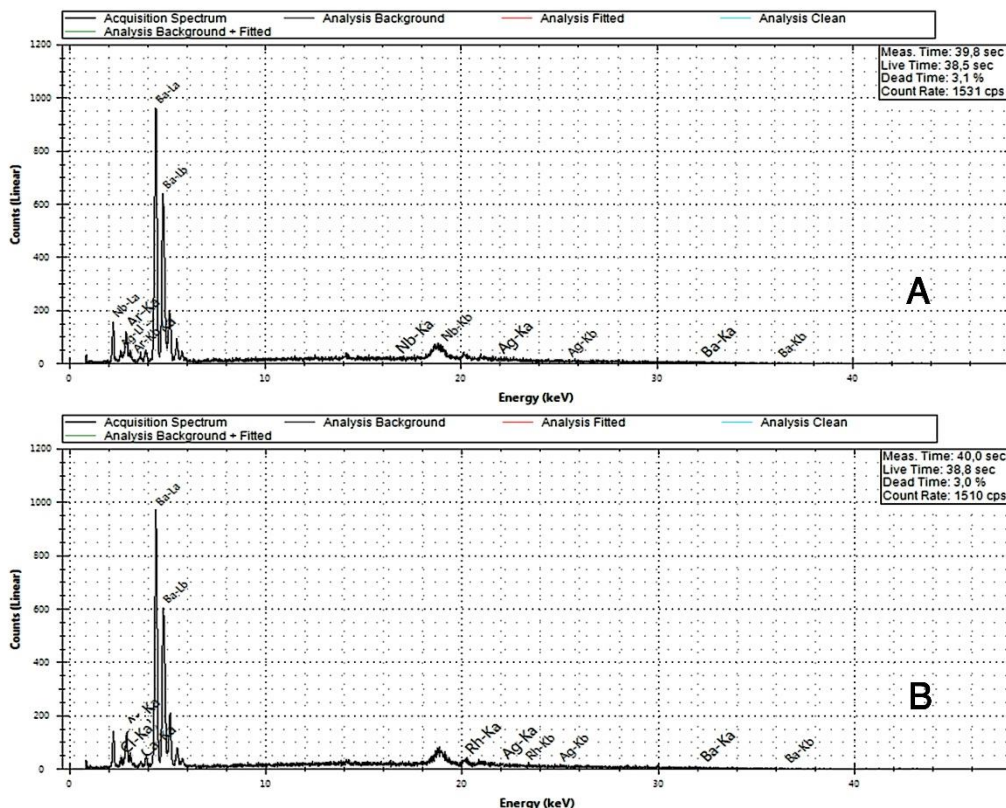 Acquisition Spectrum Analysis Background Analysis Fitted Analysis Clean
Analysis Background + Fitted
1200
Meas. Time: 39,8 sec
Live Time: 38,5 sec
Dead Time: 3,1 %
Count Rate: 1531 cps
1000
800
600
400
200
0
Counts (Linear)
Ba-La
Ba-Lb
Nb-La
Ar-Ka
Ar-Kb
Nb-Ka
Nb-Kb
Ag-Ka
Ag-Kb
Ba-Ka
Ba-Kb
A
0 10 20 30 40
Energy (keV)
Acquisition Spectrum Analysis Background Analysis Fitted Analysis Clean
Analysis Background + Fitted
1200
Meas. Time: 40,0 sec
Live Time: 38,8 sec
Dead Time: 3,0 %
Count Rate: 1510 cps
1000
800
600
400
200
0
Counts (Linear)
Ba-La
Ba-Lb
Cl-Ka
Rh-Ka
Ag-Ka
Rh-Kb
Ag-Kb
Ba-Ka
Ba-Kb
B
0 10 20 30 40
Energy (keV)